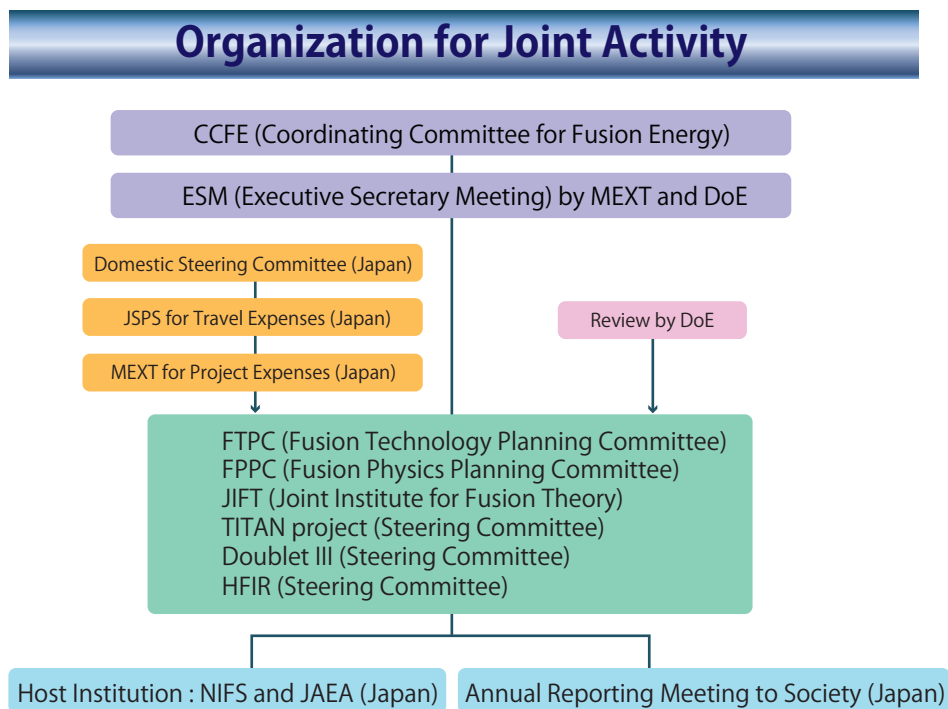 Organization for Joint Activity
CCFE (Coordinating Committee for Fusion Energy)
ESM (Executive Secretary Meeting) by MEXT and DoE
Domestic Steering Committee (Japan)
JSPS for Travel Expenses (Japan)
MEXT for Project Expenses (Japan)
Review by DoE
FTPC (Fusion Technology Planning Committee)
FPPC (Fusion Physics Planning Committee)
JIFT (Joint Institute for Fusion Theory)
TITAN project (Steering Committee)
Doublet III (Steering Committee)
HFIR (Steering Committee)
Host Institution : NIFS and JAEA (Japan)
Annual Reporting Meeting to Society (Japan)